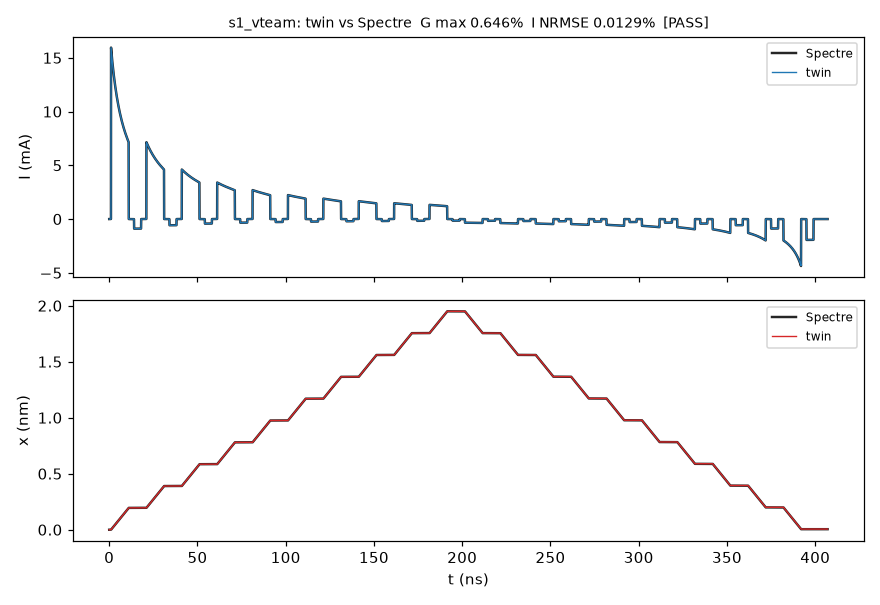 s1_vteam: twin vs Spectre G max 0.646% I NRMSE 0.0129% [PASS]
I (mA)
15
10
5
0
−5
Spectre
twin
x (nm)
2.0
1.5
1.0
0.5
0.0
Spectre
twin
0 50 100 150 200 250 300 350 400
t (ns)